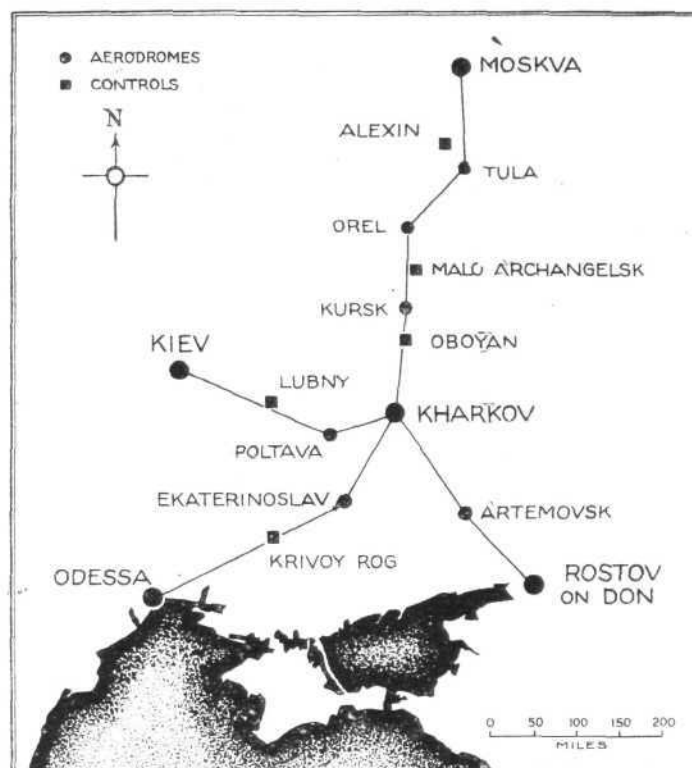 AERODROMES
CONTROLS
N
MOSKVA
ALEXIN
TULA
OREL
MALO ARCHANGELSK
KURSK
OBOYAN
KIEV
LUBNY
KHARKOV
POLTAVA
EKATERINOSLAV
ARTEMOVSK
KRIVOY ROG
ODESSA
ROSTOV
ON DON
0 50 100 150 200
MILES